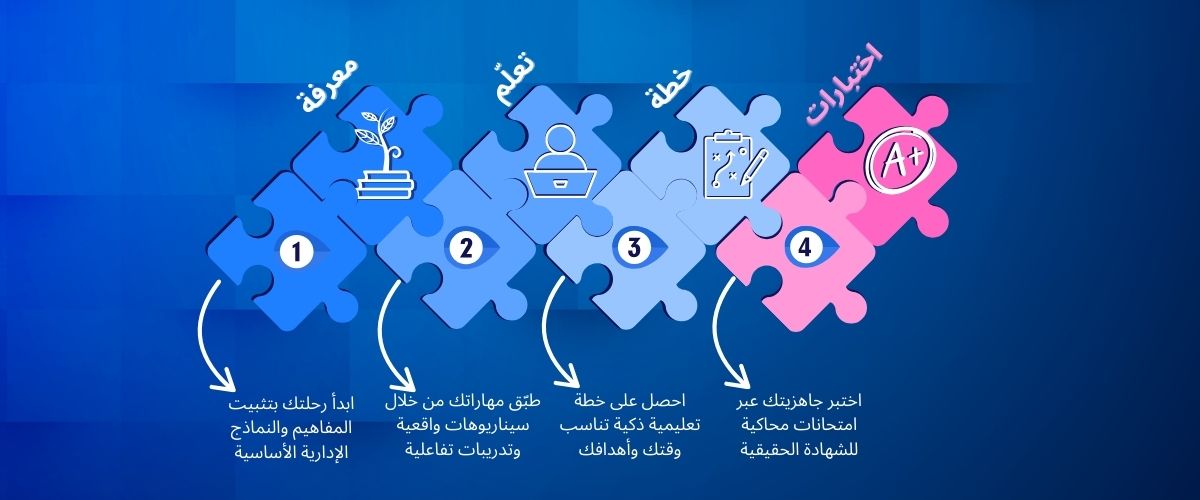 معرفة
1
ابدأ رحلتك بتثبيت
المفاهيم والنماذج
الإدارية الأساسية
تعلّم
2
طبّق مهاراتك من خلال
سيناريوهات واقعية
وتدريبات تفاعلية
خطة
3
احصل على خطة
تعليمية ذكية تناسب
وقتك وأهدافك
اختبارات
A+
4
اختبر جاهزيتك عبر
امتحانات محاكية
للشهادة الحقيقية